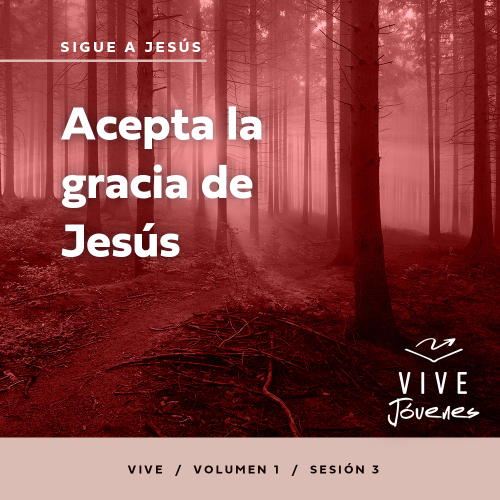 SIGUE A JESÚS
Acepta la
gracia de
Jesús
VIVE
Jóvenes
VIVE / VOLUMEN 1 / SESIÓN 3